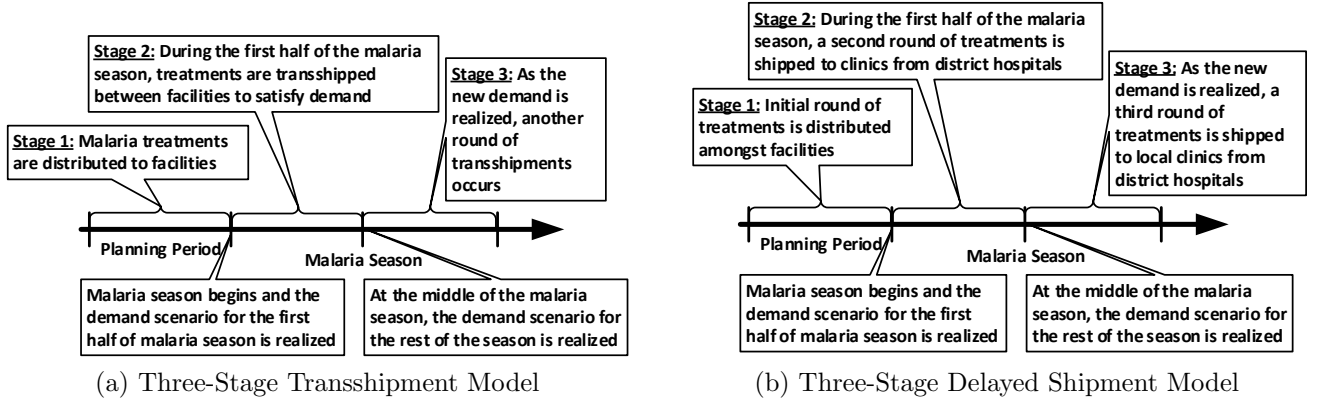 Stage 2: During the first half of the malaria
season, treatments are transshipped
between facilities to satisfy demand
Stage 3: As the
new demand is
realized, another
round of
transshipments
occurs
Stage 1: Malaria treatments
are distributed to facilities
Planning Period
Malaria Season
Malaria season begins and the
demand scenario for the first
half of malaria season is realized
At the middle of the malaria
season, the demand scenario for
the rest of the season is realized
(a) Three-Stage Transshipment Model
Stage 2: During the first half of the malaria
season, a second round of treatments is
shipped to clinics from district hospitals
Stage 3: As the new
demand is realized, a
third round of
treatments is shipped
to local clinics from
district hospitals
Stage 1: Initial round of
treatments is distributed
amongst facilities
Planning Period
Malaria Season
Malaria season begins and the
demand scenario for the first
half of malaria season is realized
At the middle of the malaria
season, the demand scenario for
the rest of the season is realized
(b) Three-Stage Delayed Shipment Model